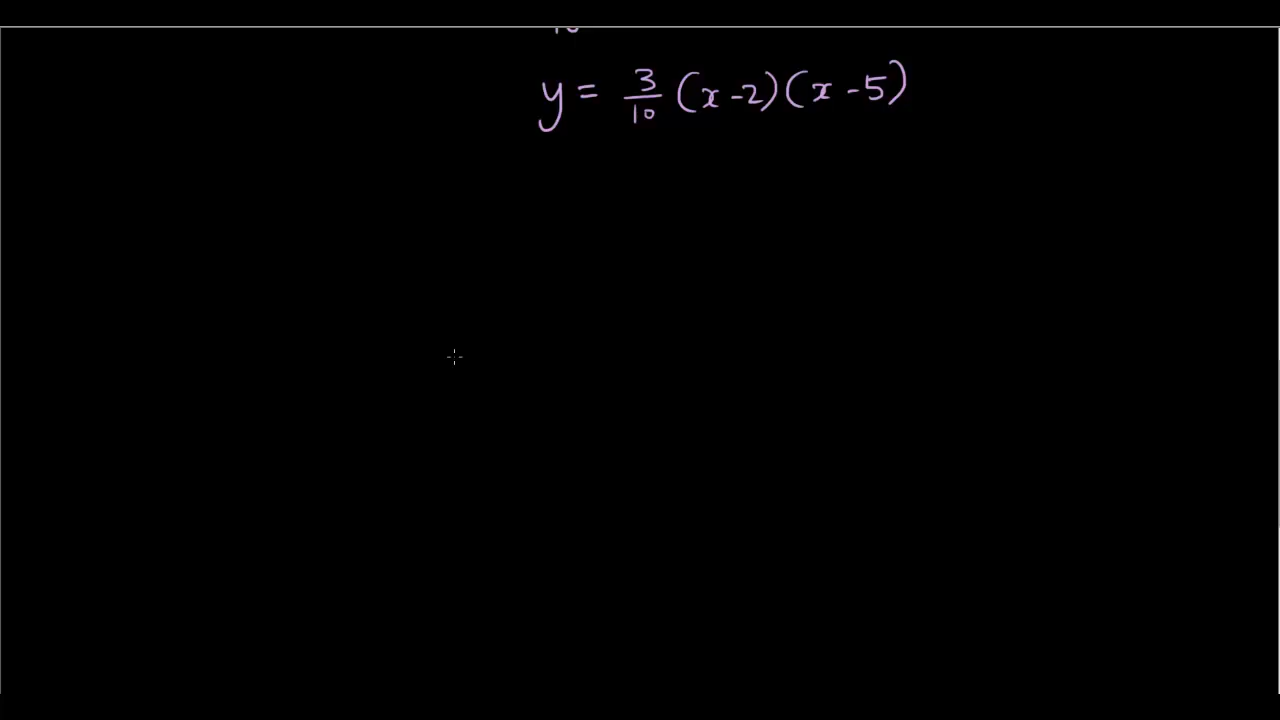 y = 3/10 (x - 2)(x - 5)